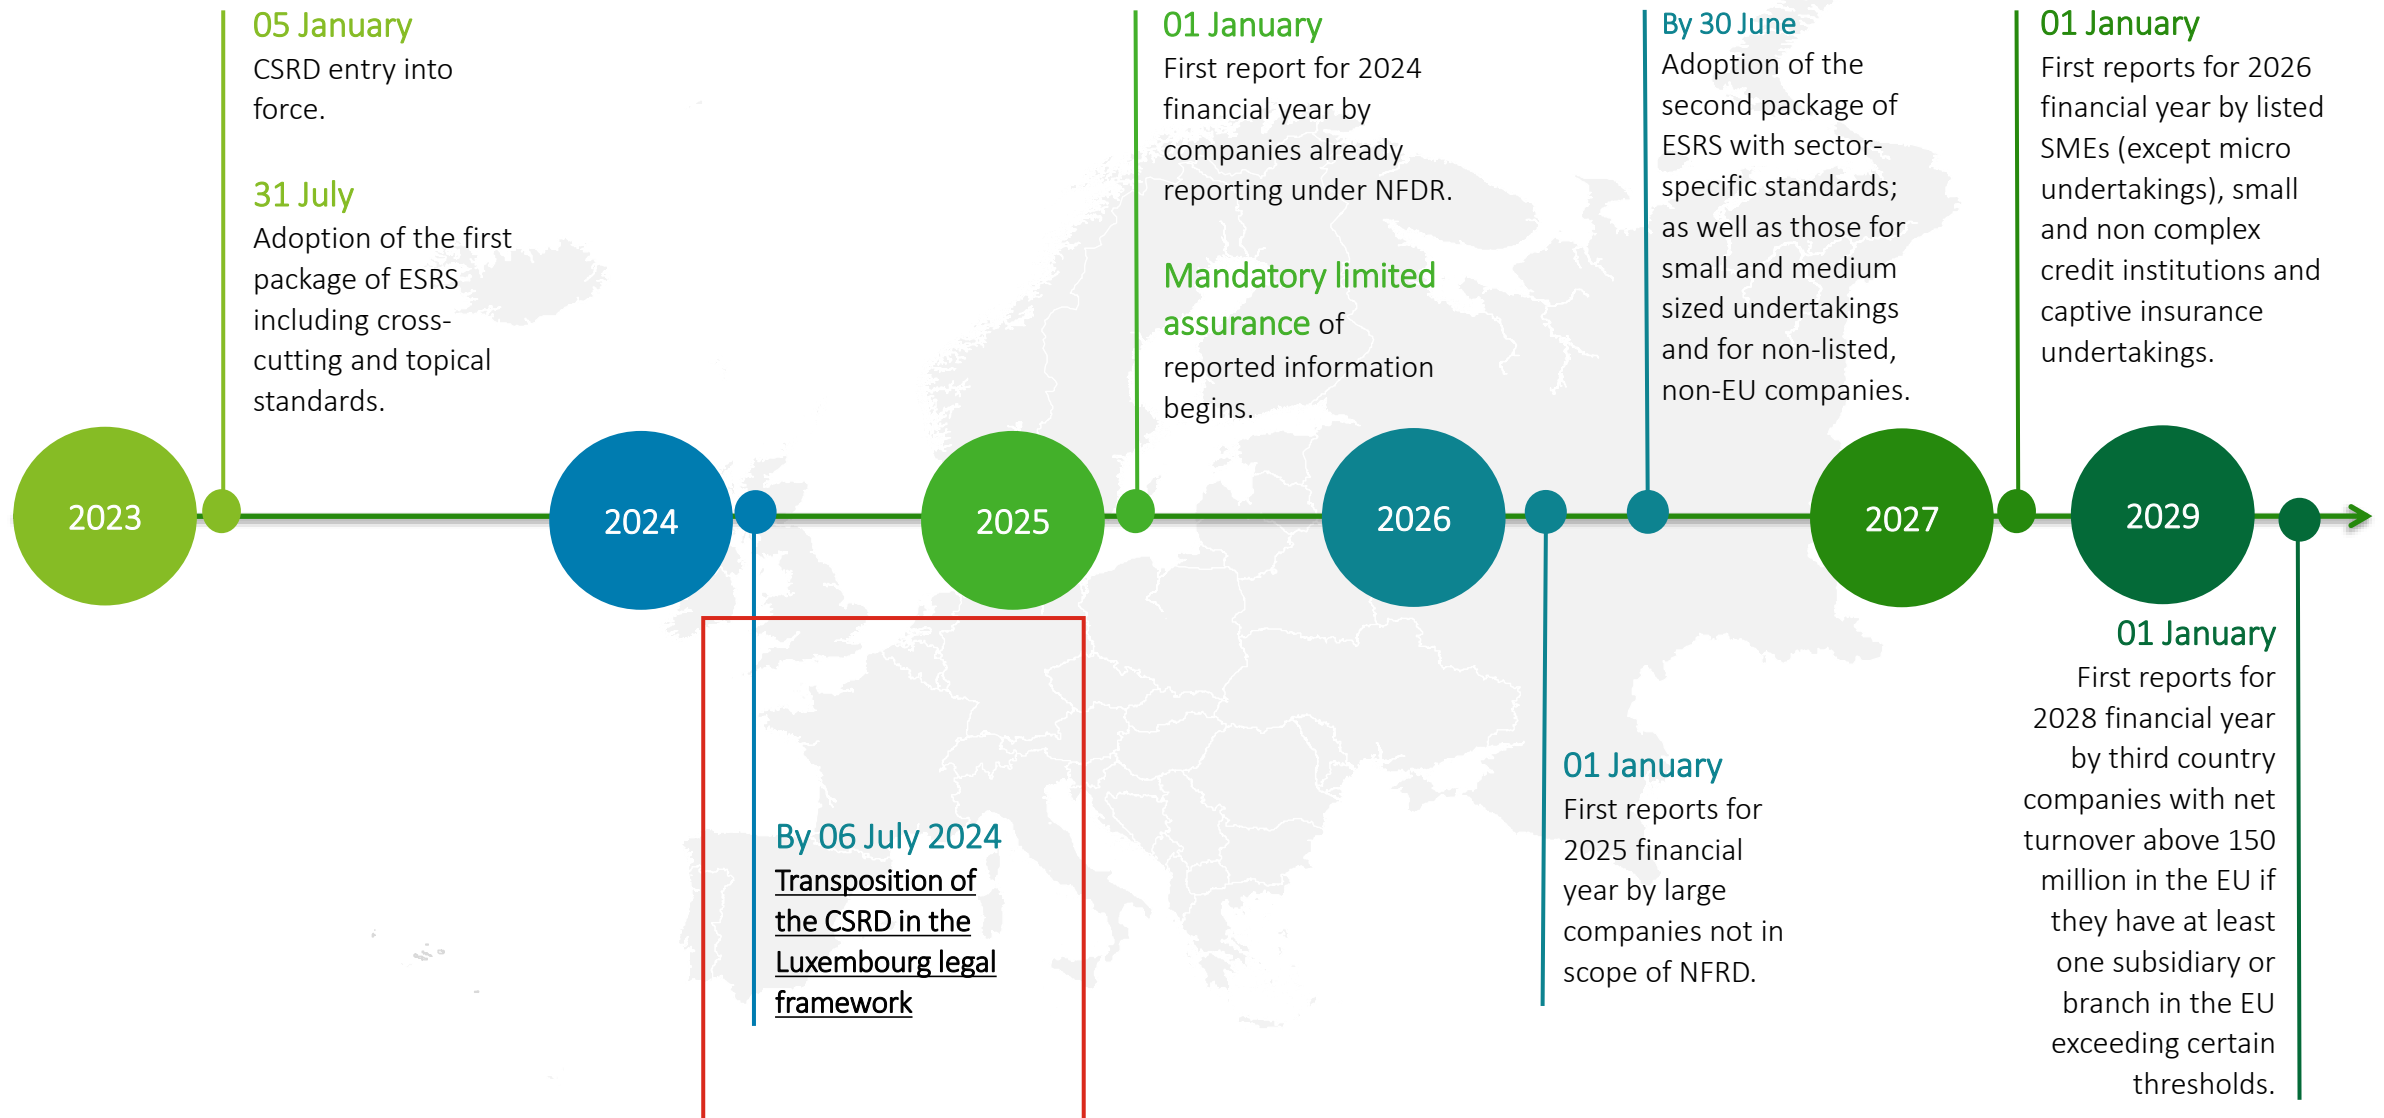 05 January
CSRD entry into
force.
31 July
Adoption of the first
package of ESRS
including cross-
cutting and topical
standards.
01 January
First report for 2024
financial year by
companies already
reporting under NFDR.
Mandatory limited
assurance of
reported information
begins.
By 30 June
Adoption of the
second package of
ESRS with sector-
specific standards;
as well as those for
small and medium
sized undertakings
and for non-listed,
non-EU companies.
01 January
First reports for 2026
financial year by listed
SMEs (except micro
undertakings), small
and non complex
credit institutions and
captive insurance
undertakings.
2023
2024
2025
2026
2027
2029
By 06 July 2024
Transposition of
the CSRD in the
Luxembourg legal
framework
01 January
First reports for
2025 financial
year by large
companies not in
scope of NFRD.
01 January
First reports for
2028 financial year
by third country
companies with net
turnover above 150
million in the EU if
they have at least
one subsidiary or
branch in the EU
exceeding certain
thresholds.